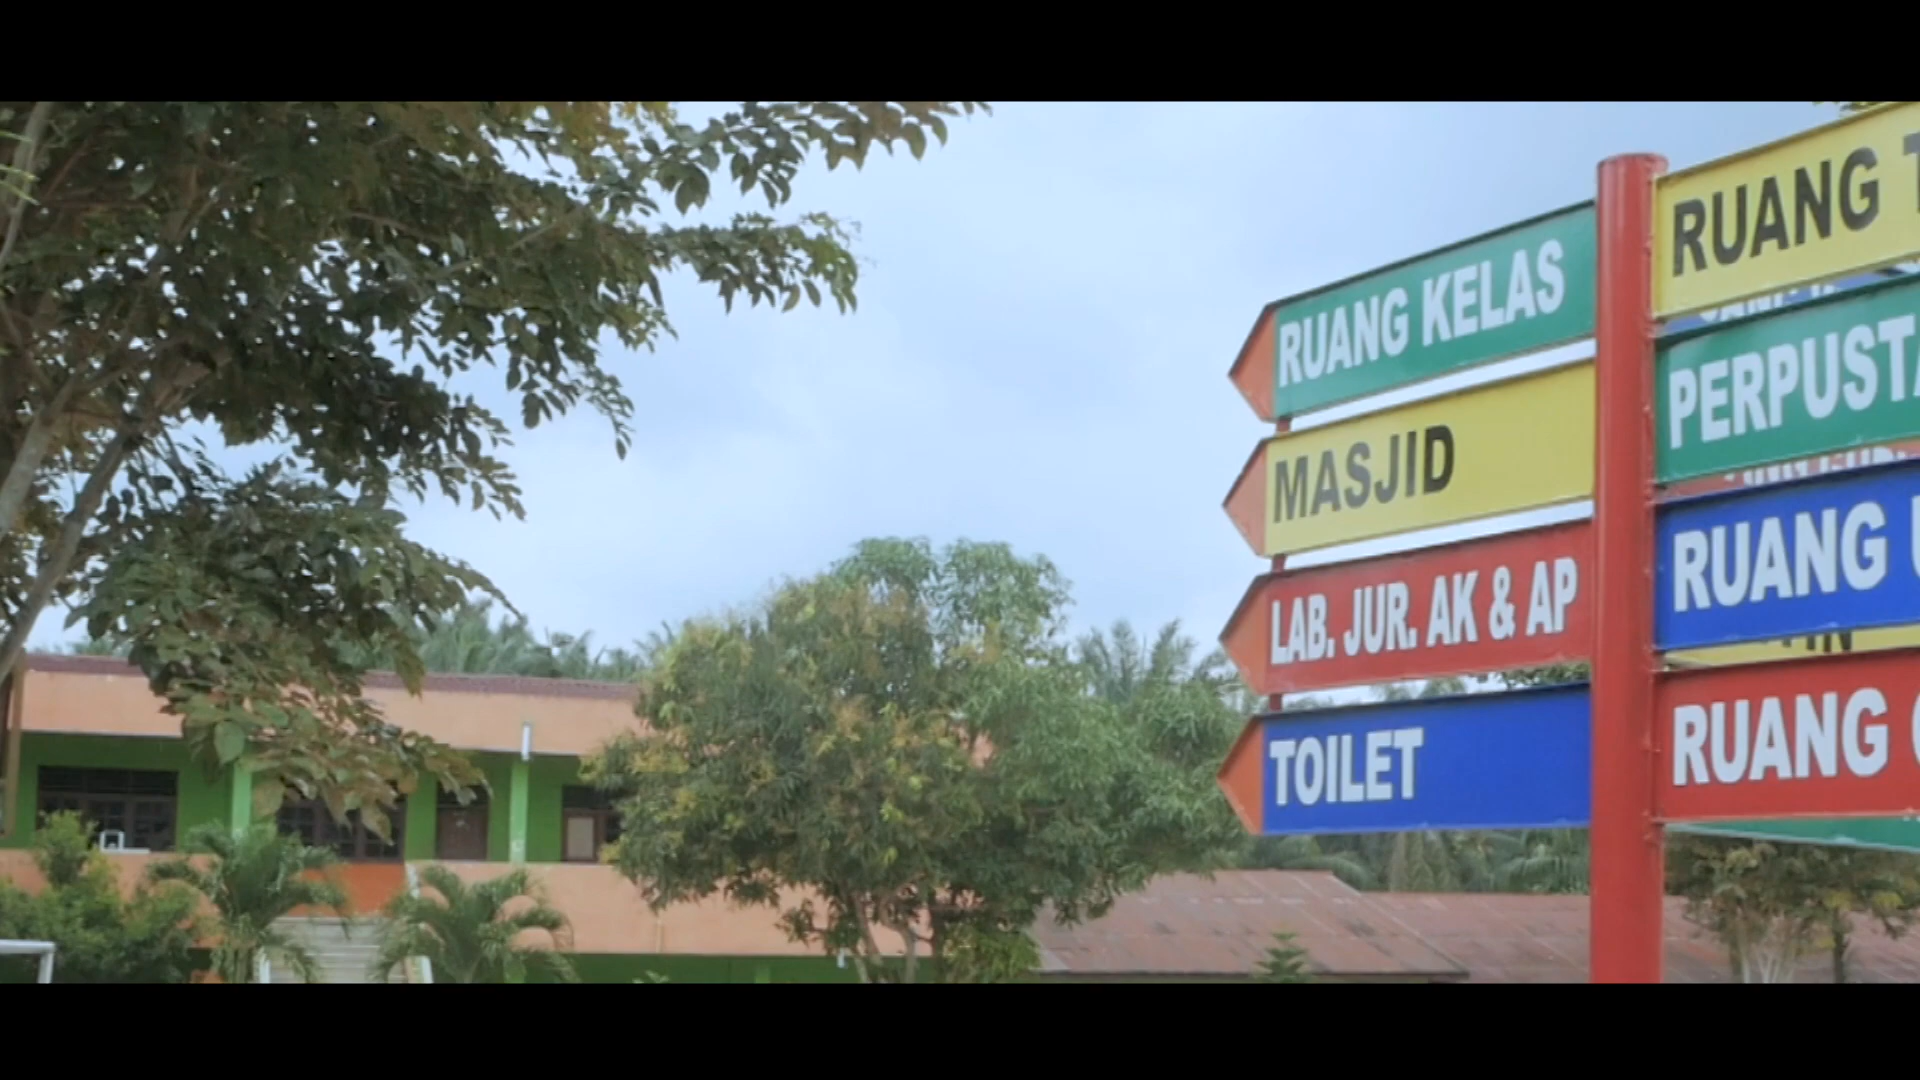 RUANG KELAS
MASJID
LAB. JUR. AK & AP
TOILET
RUANG
PERPUSTA
RUANG
RUANG